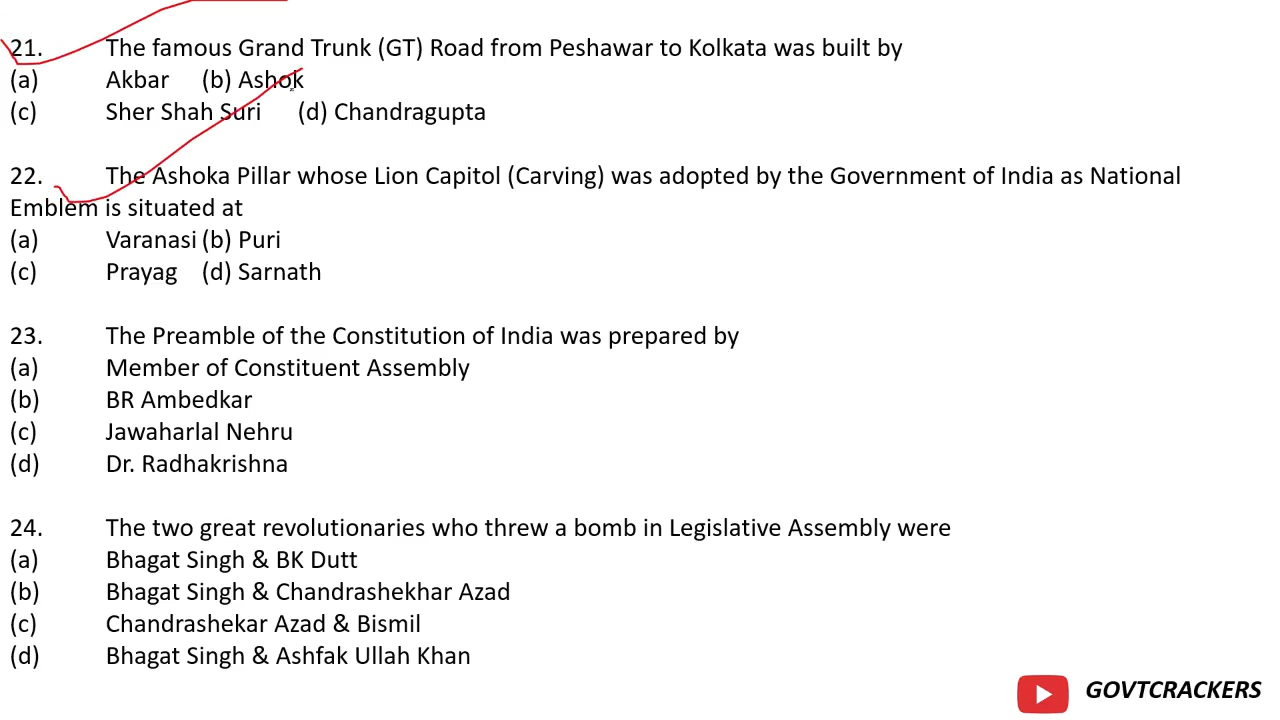 21. The famous Grand Trunk (GT) Road from Peshawar to Kolkata was built by
(a) Akbar (b) Ashok
(c) Sher Shah Suri (d) Chandragupta
22. The Ashoka Pillar whose Lion Capitol (Carving) was adopted by the Government of India as National
Emblem is situated at
(a) Varanasi (b) Puri
(c) Prayag (d) Sarnath
23. The Preamble of the Constitution of India was prepared by
(a) Member of Constituent Assembly
(b) BR Ambedkar
(c) Jawaharlal Nehru
(d) Dr. Radhakrishna
24. The two great revolutionaries who threw a bomb in Legislative Assembly were
(a) Bhagat Singh & BK Dutt
(b) Bhagat Singh & Chandrashekhar Azad
(c) Chandrashekar Azad & Bismil
(d) Bhagat Singh & Ashfak Ullah Khan
GOVTCRACKERS